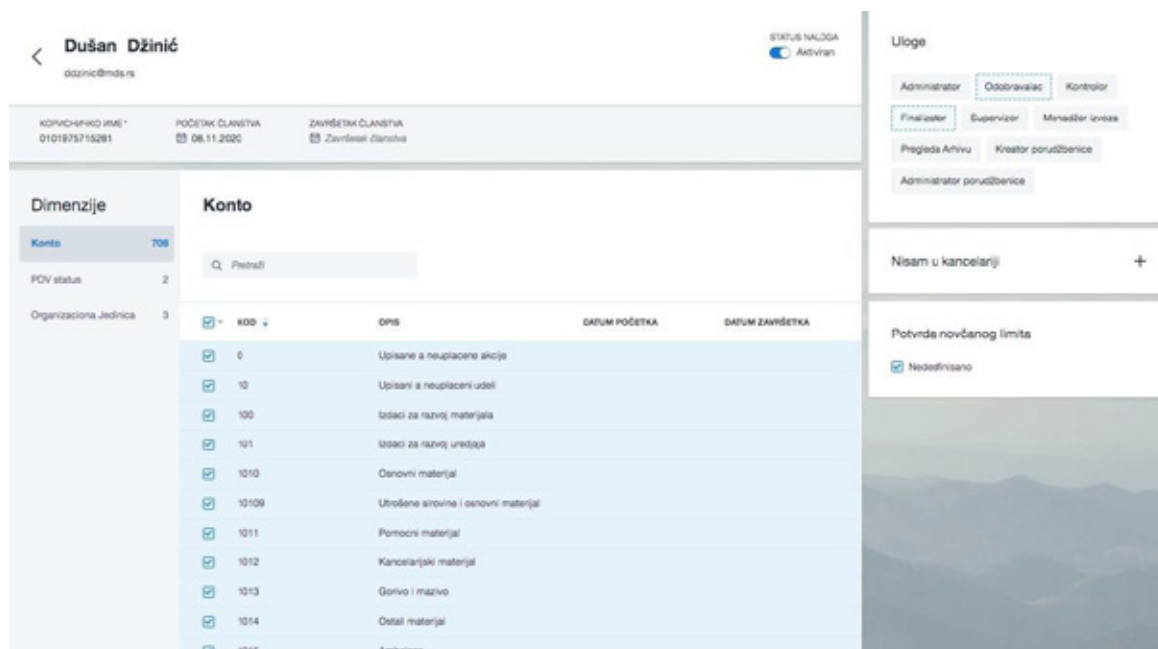 Dušan Džinić
ddzinic@mds.rs
STATUS NALOGA
Aktiviran
КОРИСНИЧКО ИМЕ *
0101975715281
POČETAK ČLANSTVA
08.11.2020
ZAVRŠETAK ČLANSTVA
Završetak članstva
Dimenzije
Konto 706
PDV status 2
Organizaciona Jedinica 3
Konto
Pretraži
KOD OPIS DATUM POČETKA DATUM ZAVRŠETKA
0 Upisane a neuplacene akcije
10 Upisani a neuplaceni udeli
100 Izdaci za razvoj materijala
101 Izdaci za razvoj uredjaja
1010 Osnovni materijal
10109 Utrošene sirovine i osnovni materijal
1011 Pomocni materijal
1012 Kancelarijski materijal
1013 Gorivo i mazivo
1014 Ostali materijal
Uloge
Administrator Odobravalac Kontrolor
Finalizator Supervizor Menadžer izvoza
Pregleda Arhivu Kreator porudžbenice
Administrator porudžbenice
Nisam u kancelariji
Potvrda novčanog limita
Nedefinisano